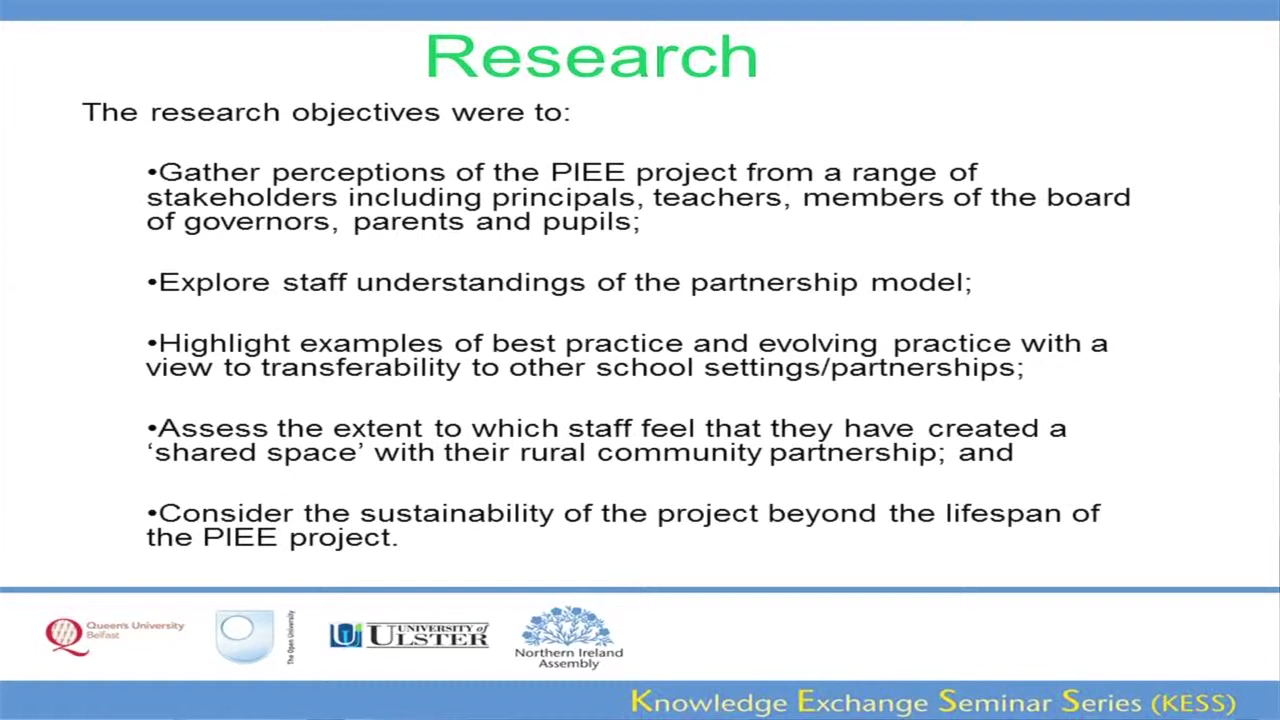 Research
The research objectives were to:
•Gather perceptions of the PIEE project from a range of
stakeholders including principals, teachers, members of the board
of governors, parents and pupils;
•Explore staff understandings of the partnership model;
•Highlight examples of best practice and evolving practice with a
view to transferability to other school settings/partnerships;
•Assess the extent to which staff feel that they have created a
‘shared space’ with their rural community partnership; and
•Consider the sustainability of the project beyond the lifespan of
the PIEE project.
Queen's University
Belfast
The Open University
UNIVERSITY of
ULSTER
Northern Ireland
Assembly
Knowledge Exchange Seminar Series (KESS)